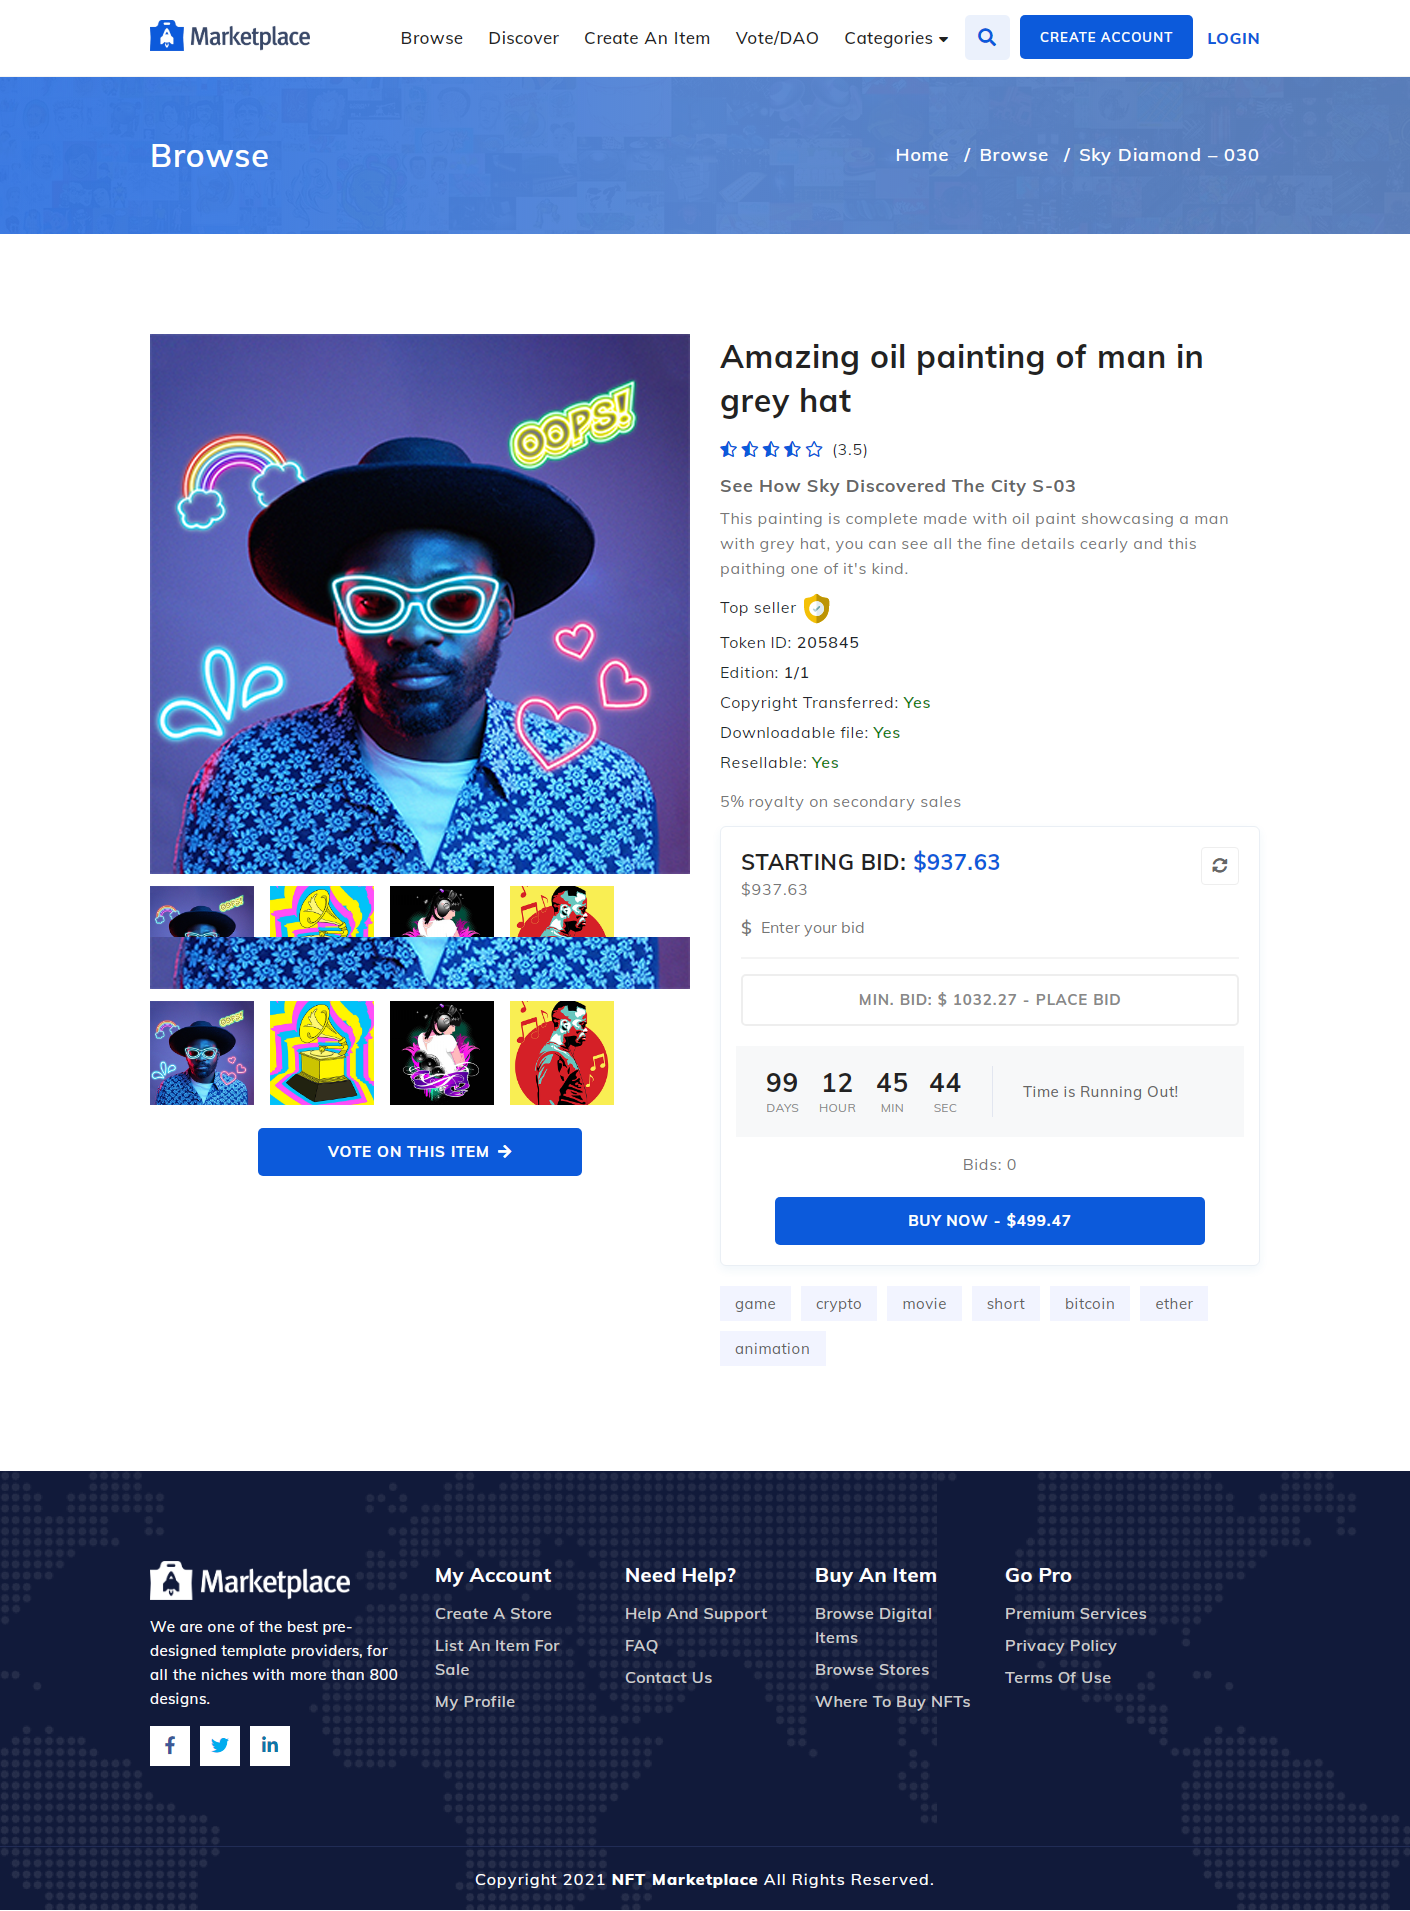 Marketplace
Browse
Discover
Create An Item
Vote/DAO
Categories
CREATE ACCOUNT
LOGIN
Browse
Home / Browse / Sky Diamond – 030
OOPS!
Amazing oil painting of man in
grey hat
(3.5)
See How Sky Discovered The City S-03
This painting is complete made with oil paint showcasing a man
with grey hat, you can see all the fine details cearly and this
paithing one of it's kind.
Top seller
Token ID: 205845
Edition: 1/1
Copyright Transferred: Yes
Downloadable file: Yes
Resellable: Yes
5% royalty on secondary sales
STARTING BID: $937.63
$937.63
$ Enter your bid
MIN. BID: $ 1032.27 - PLACE BID
99 12 45 44
DAYS HOUR MIN SEC
Time is Running Out!
Bids: 0
BUY NOW - $499.47
OOPS!
OOPS!
VOTE ON THIS ITEM
game
crypto
movie
short
bitcoin
ether
animation
Marketplace
We are one of the best pre-
designed template providers, for
all the niches with more than 800
designs.
My Account
Create A Store
List An Item For
Sale
My Profile
Need Help?
Help And Support
FAQ
Contact Us
Buy An Item
Browse Digital
Items
Browse Stores
Where To Buy NFTs
Go Pro
Premium Services
Privacy Policy
Terms Of Use
Copyright 2021 NFT Marketplace All Rights Reserved.